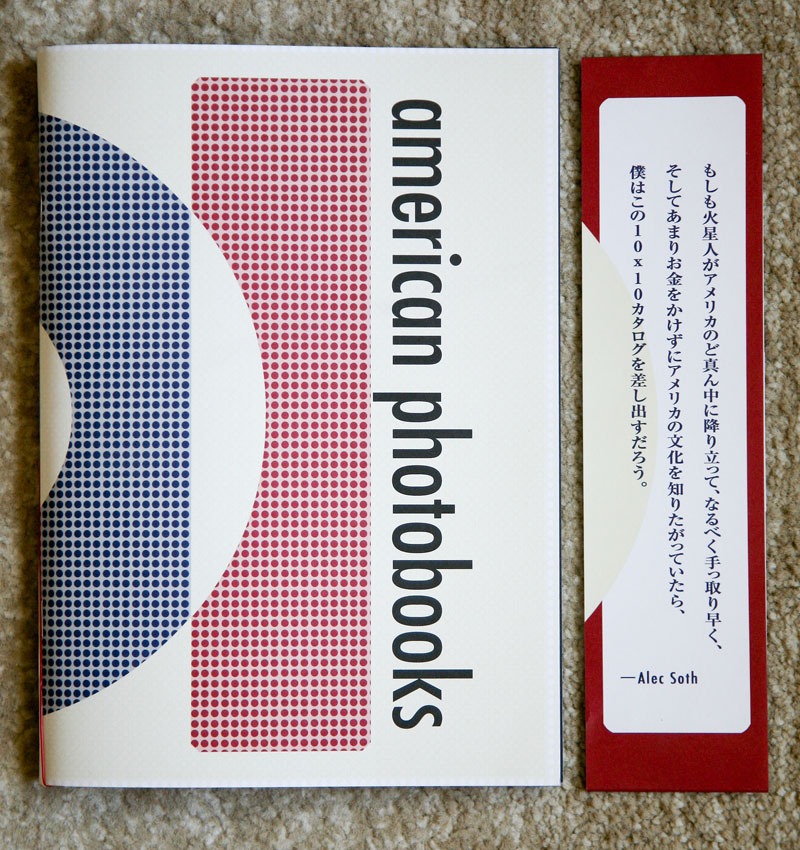 american photobooks
もしも火星人がアメリカのど真ん中に降り立って、なるべく手っ取り早く、
そしてあまりお金をかけずにアメリカの文化を知りたがっていたら、
僕はこの10x10カタログを差し出すだろう。
—Alec Soth